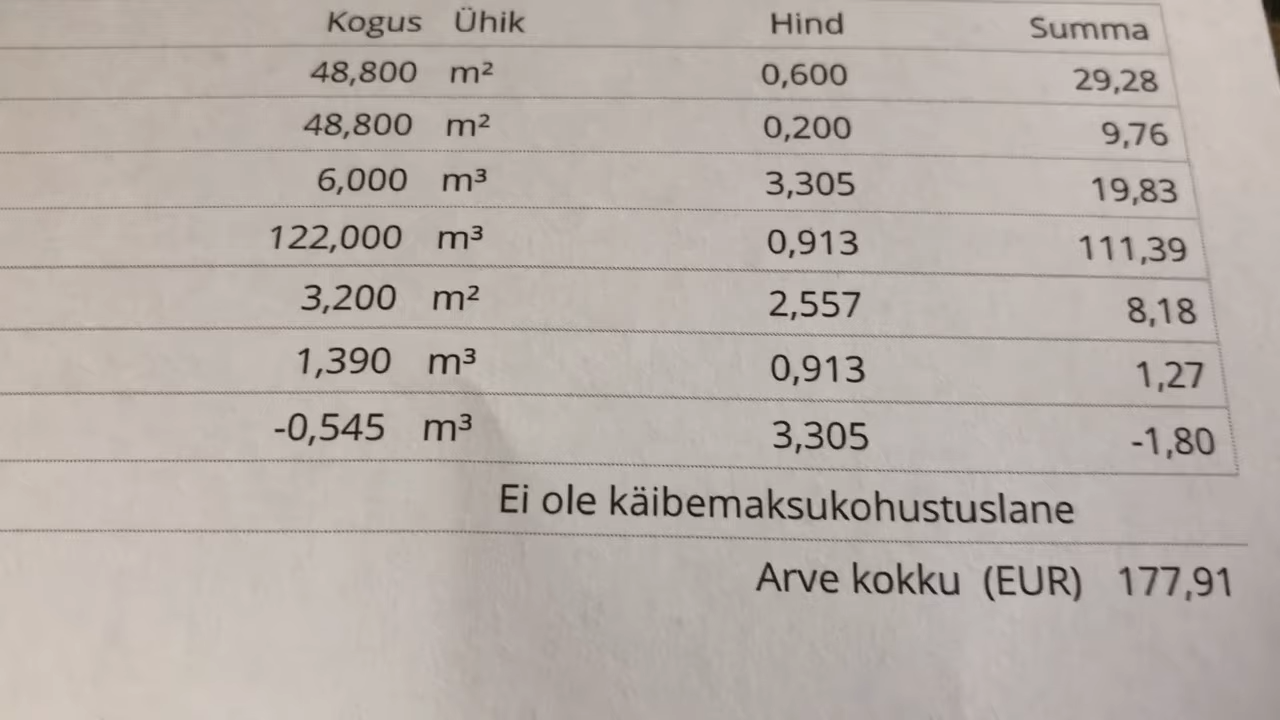 Kogus Ühik Hind Summa
48,800 m² 0,600 29,28
48,800 m² 0,200 9,76
6,000 m³ 3,305 19,83
122,000 m³ 0,913 111,39
3,200 m² 2,557 8,18
1,390 m³ 0,913 1,27
-0,545 m³ 3,305 -1,80
Ei ole käibemaksukohustuslane
Arve kokku (EUR) 177,91